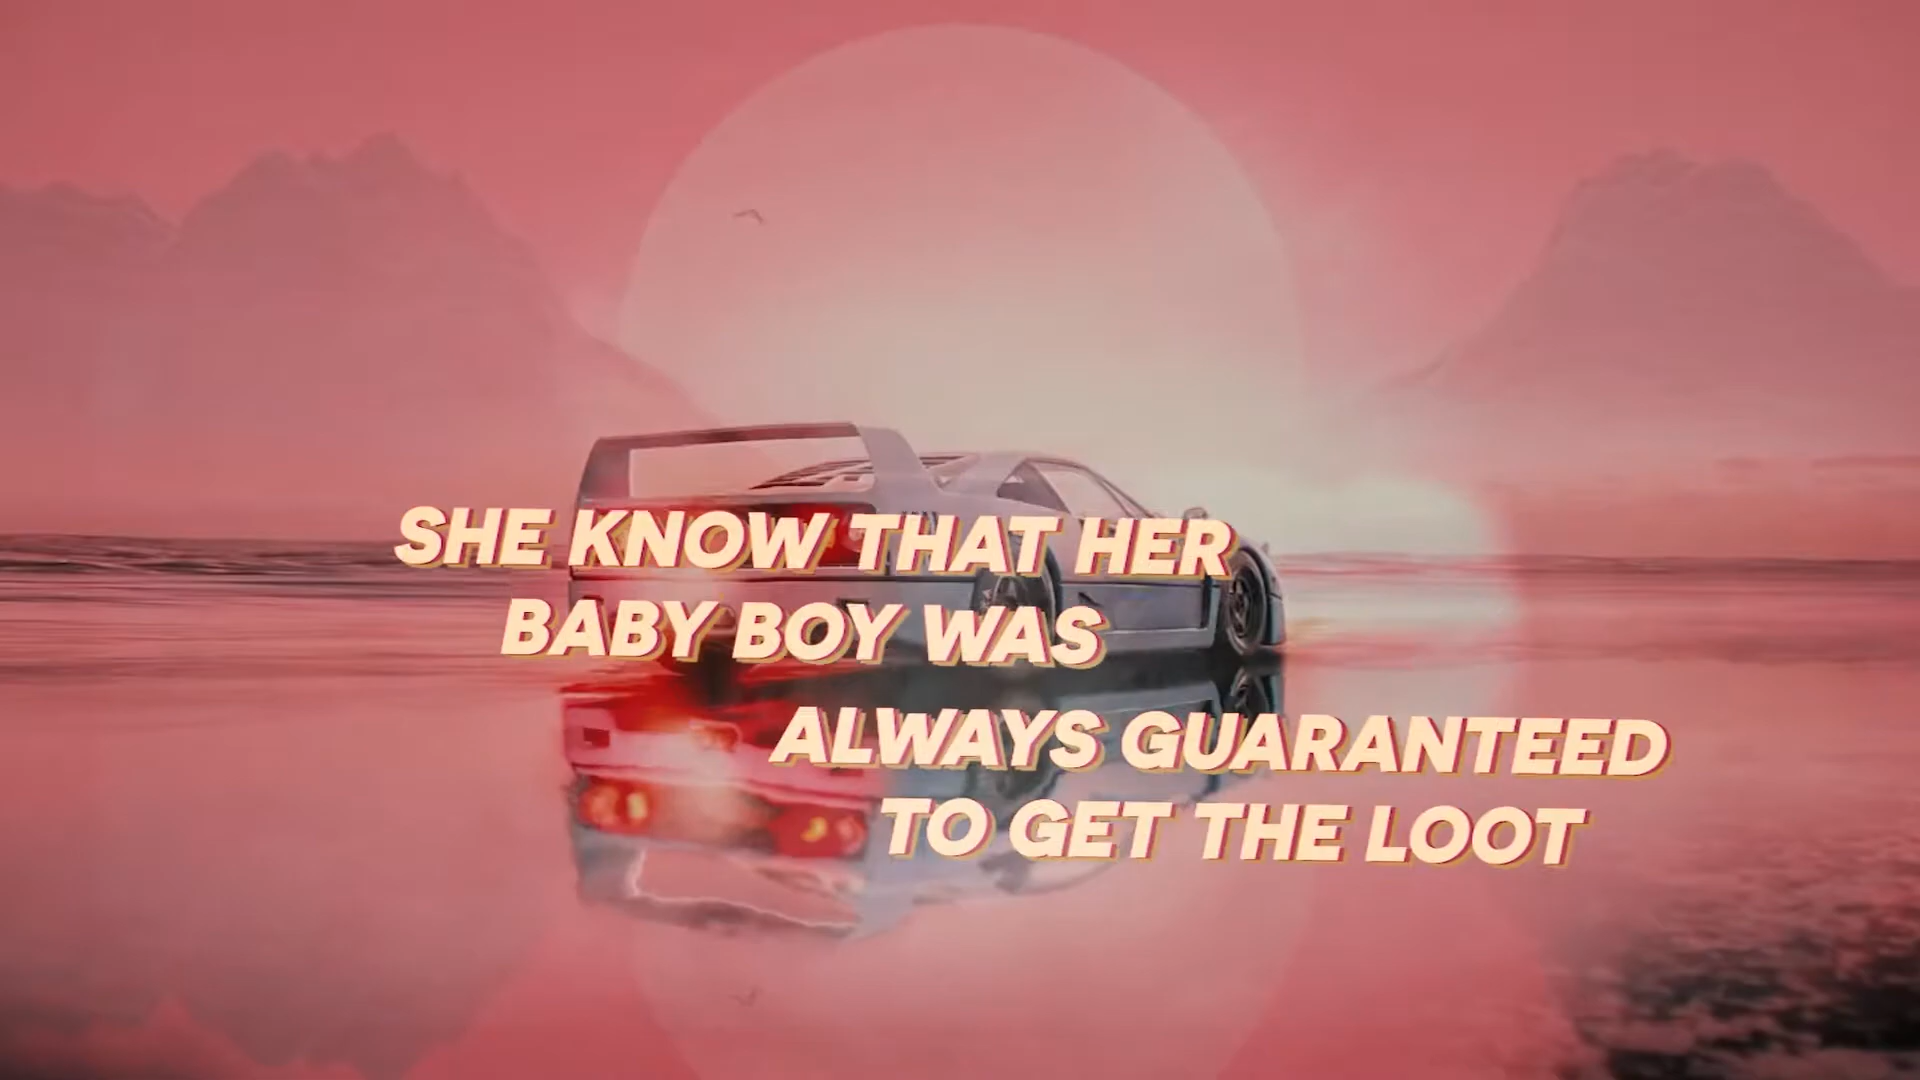 SHE KNOW THAT HER
BABY BOY WAS
ALWAYS GUARANTEED
TO GET THE LOOT